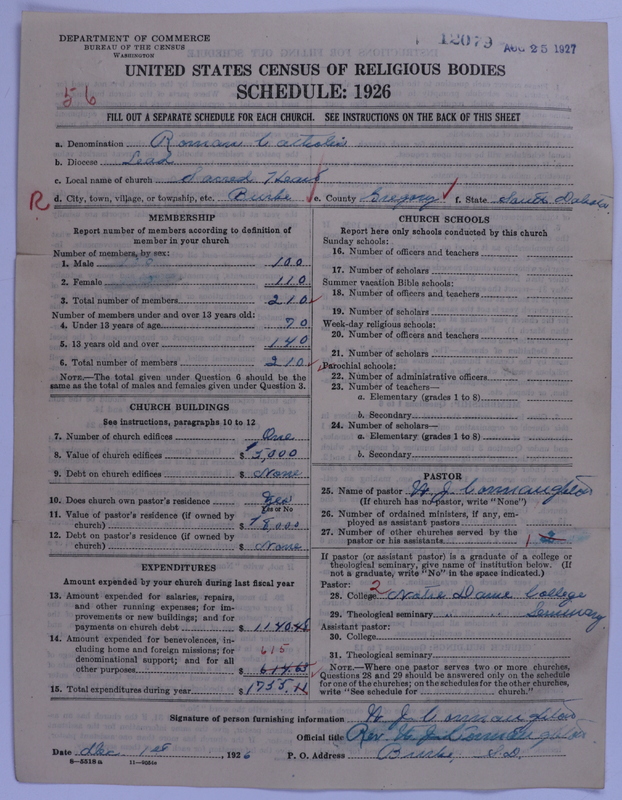 DEPARTMENT OF COMMERCE
BUREAU OF THE CENSUS
WASHINGTON
12079 AUG 25 1927
UNITED STATES CENSUS OF RELIGIOUS BODIES
SCHEDULE: 1926
56
FILL OUT A SEPARATE SCHEDULE FOR EACH CHURCH. SEE INSTRUCTIONS ON THE BACK OF THIS SHEET
a. Denomination Roman Catholic
b. Diocese Lead
c. Local name of church Sacred Heart
R d. City, town, village, or township, etc. Burke e. County Gregory f. State South Dakota
MEMBERSHIP
Report number of members according to definition of
member in your church
Number of members, by sex:
1. Male 100
2. Female 110
3. Total number of members 210
Number of members under and over 13 years old:
4. Under 13 years of age 70
5. 13 years old and over 140
6. Total number of members 210
NOTE.—The total given under Question 6 should be the
same as the total of males and females given under Question 3.
CHURCH BUILDINGS
See instructions, paragraphs 10 to 12
7. Number of church edifices One
8. Value of church edifices $ 5,000
9. Debt on church edifices $ None
10. Does church own pastor's residence Yes
Yes or No
11. Value of pastor's residence (if owned by
church) $ 8,000
12. Debt on pastor's residence (if owned by
church) $ None
EXPENDITURES
Amount expended by your church during last fiscal year
13. Amount expended for salaries, repairs,
and other running expenses; for im-
provements or new buildings; and for
payments on church debt $ 1140.48
14. Amount expended for benevolences, in-
cluding home and foreign missions; for
denominational support; and for all
other purposes 615
$ 614.63
15. Total expenditures during year $ 1755.11
CHURCH SCHOOLS
Report here only schools conducted by this church
Sunday schools:
16. Number of officers and teachers
17. Number of scholars
Summer vacation Bible schools:
18. Number of officers and teachers
19. Number of scholars
Week-day religious schools:
20. Number of officers and teachers
21. Number of scholars
Parochial schools:
22. Number of administrative officers
23. Number of teachers—
a. Elementary (grades 1 to 8)
b. Secondary
24. Number of scholars—
a. Elementary (grades 1 to 8)
b. Secondary
PASTOR
25. Name of pastor W. J. Connaughton
(If church has no pastor, write "None")
26. Number of ordained ministers, if any, em-
ployed as assistant pastors
27. Number of other churches served by the
pastor or his assistants 1 2
If pastor (or assistant pastor) is a graduate of a college or
theological seminary, give name of institution below. (If
not a graduate, write "No" in the space indicated.)
Pastor:
28. College 2 Notre Dame College
29. Theological seminary " " Seminary
Assistant pastor:
30. College
31. Theological seminary
NOTE.—Where one pastor serves two or more churches,
Questions 28 and 29 should be answered only on the schedule
for one of the churches; on the schedules for the other churches,
write "See schedule for church."
Signature of person furnishing information W J Connaughton
Official title Rev. W. J. Connaughton
Date Dec 1st, 1926 P. O. Address Burke, S.D.
8—5518a 11—9054a